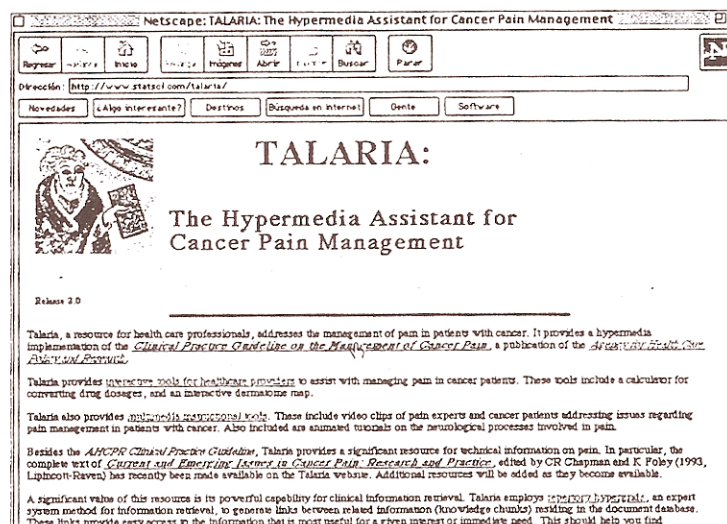 Netscape: TALARIA: The Hypermedia Assistant for Cancer Pain Management
Regresar Inicio Imágenes Abrir Buscar Parar
N
Dirección: http://www.statsci.com/talaria/
Novedades ¿Algo interesante? Destinos Búsqueda en internet Gente Software
TALARIA:
The Hypermedia Assistant for
Cancer Pain Management
Release 2.0
Talaria, a resource for health care professionals, addresses the management of pain in patients with cancer. It provides a hypermedia
implementation of the Clinical Practice Guideline on the Management of Cancer Pain, a publication of the Agency Health Care
Policy and Research.
Talaria provides interactive tools for healthcare providers to assist with managing pain in cancer patients. These tools include a calculator for
converting drug dosages, and an interactive dermatome map.
Talaria also provides multimedia instructional tools. These include video clips of pain experts and cancer patients addressing issues regarding
pain management in patients with cancer. Also included are animated tutorials on the neurological processes involved in pain.
Besides the AHCPR Clinical Practice Guideline, Talaria provides a significant resource for technical information on pain. In particular, the
complete text of Current and Emerging Issues in Cancer Pain: Research and Practice, edited by CR Chapman and K Foley (1993,
Lippincott-Raven) has recently been made available on the Talaria website. Additional resources will be added as they become available.
A significant value of this resource is its powerful capability for clinical information retrieval. Talaria employs hypergrate, an expert
system method for information retrieval, to generate links between related information (knowledge chunks) residing in the document database.
These links provide easy access to the information that is most useful for a given interest or immediate need. This should help you find